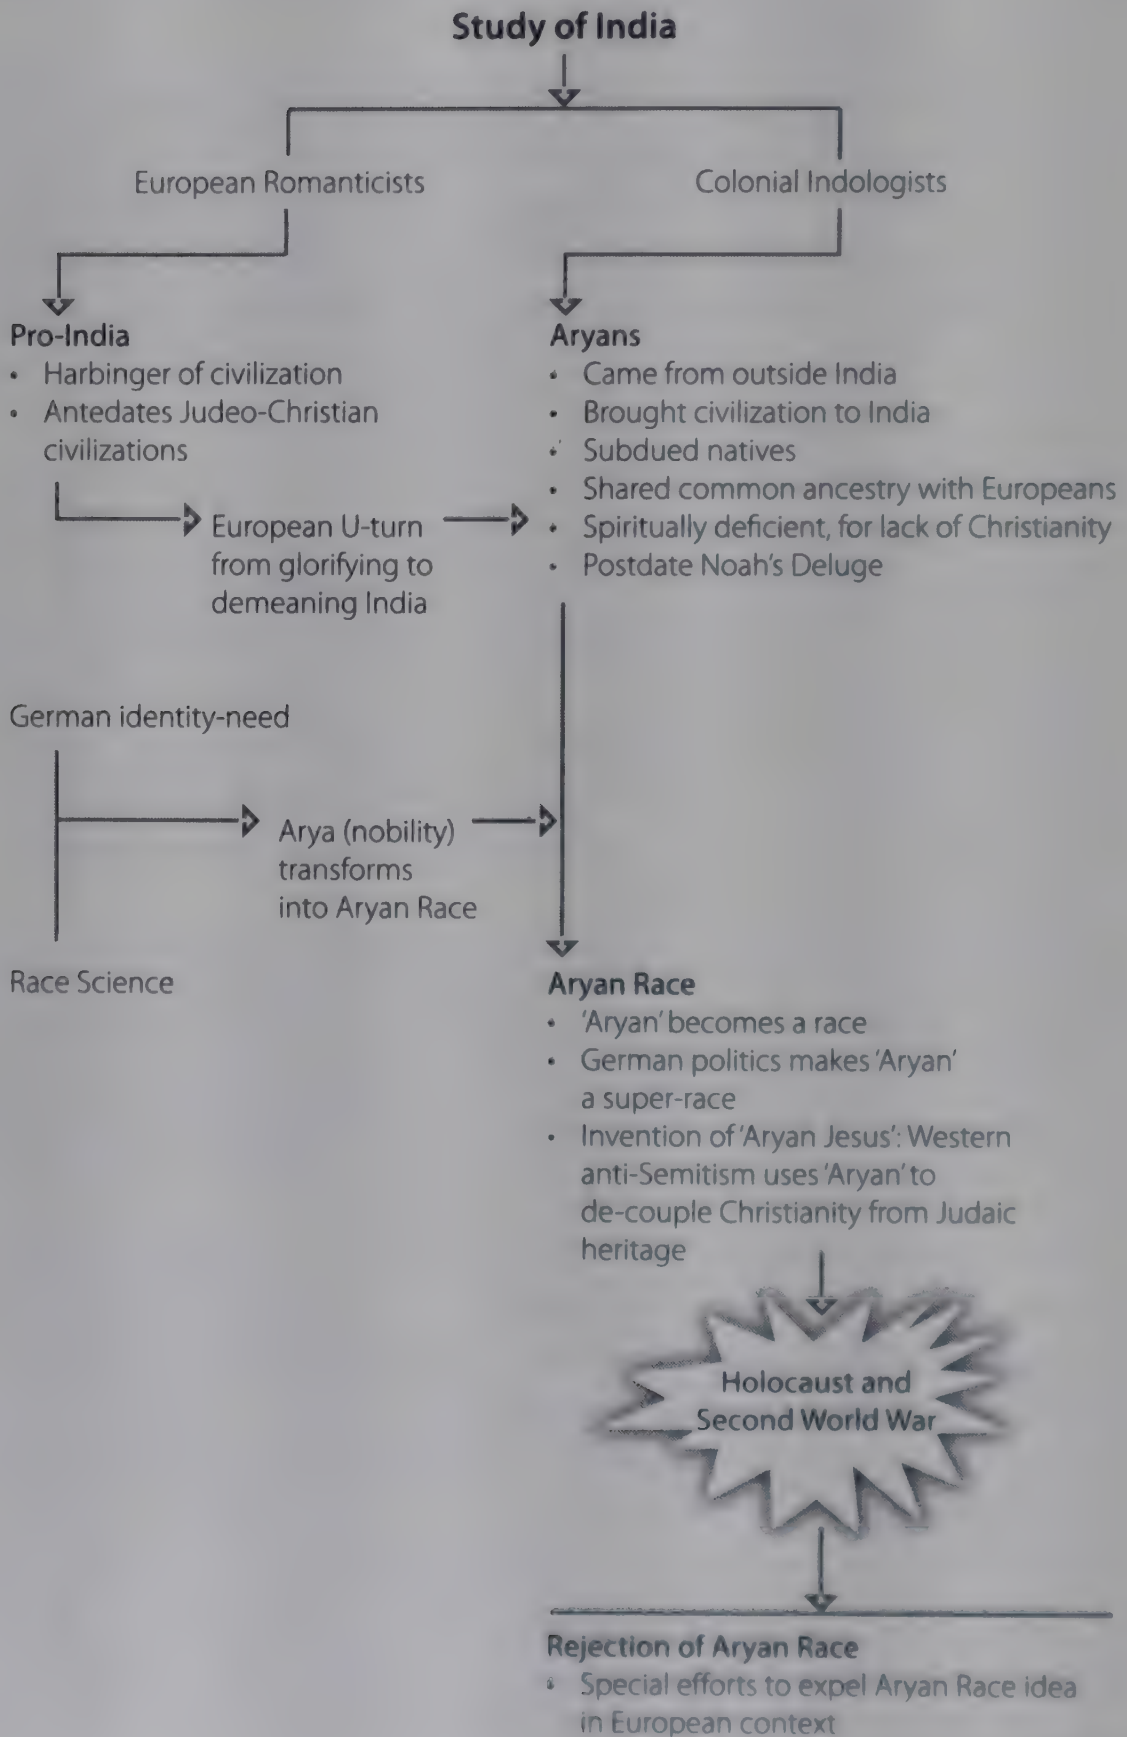 Study of India
European Romanticists
Colonial Indologists
Pro-India
• Harbinger of civilization
• Antedates Judeo-Christian
civilizations
European U-turn
from glorifying to
demeaning India
Aryans
• Came from outside India
• Brought civilization to India
• Subdued natives
• Shared common ancestry with Europeans
• Spiritually deficient, for lack of Christianity
• Postdate Noah's Deluge
German identity-need
Arya (nobility)
transforms
into Aryan Race
Race Science
Aryan Race
• 'Aryan' becomes a race
• German politics makes 'Aryan'
a super-race
• Invention of 'Aryan Jesus': Western
anti-Semitism uses 'Aryan' to
de-couple Christianity from Judaic
heritage
Holocaust and
Second World War
Rejection of Aryan Race
• Special efforts to expel Aryan Race idea
in European context